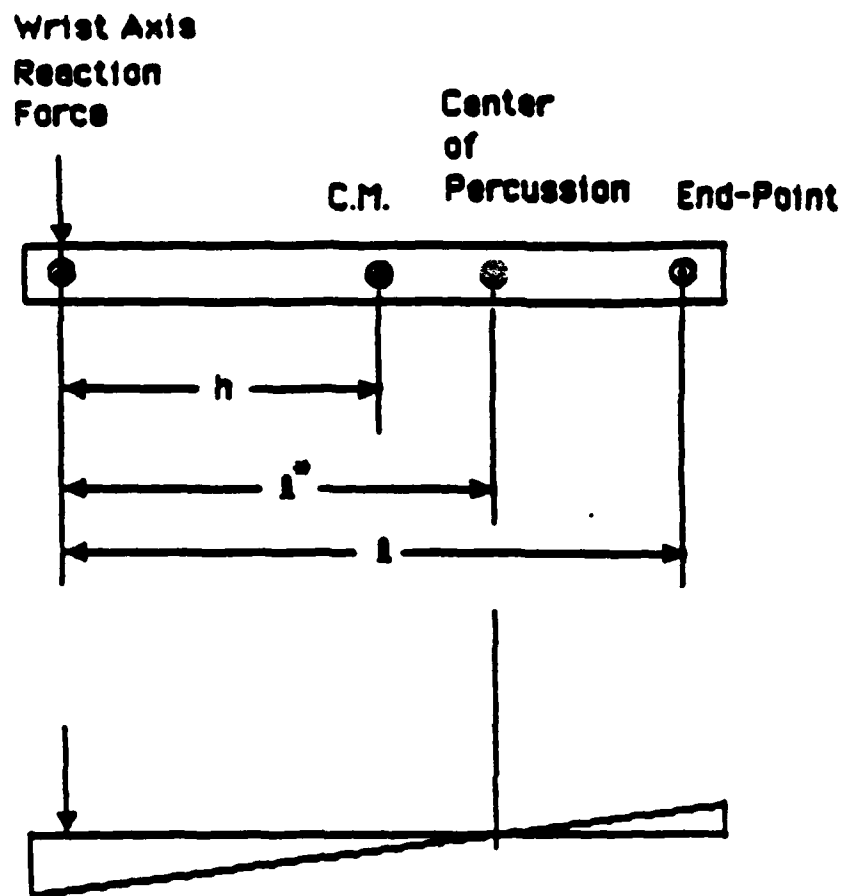 Wrist Axis
Reaction
Force
Center
of
Percussion
C.M.
End-Point
h
l*
l